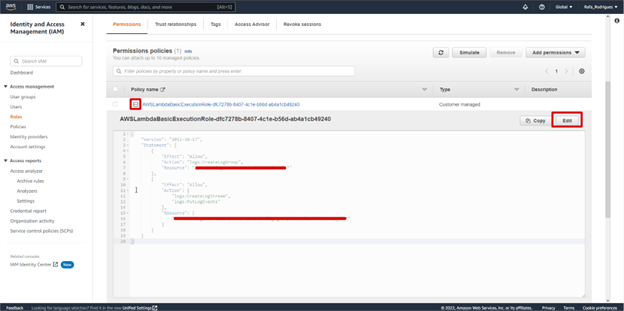 aws
Services
Search for services, features, blogs, docs, and more
[Alt+S]
Global
Rafa_Rodrigues
Identity and Access Management (IAM)
Search IAM
Dashboard
Access management
User groups
Users
Roles
Policies
Identity providers
Account settings
Access reports
Access analyzer
Archive rules
Analyzers
Settings
Credential report
Organization activity
Service control policies (SCPs)
Related consoles
IAM Identity Center
New
Permissions
Trust relationships
Tags
Access Advisor
Revoke sessions
Permissions policies (1)
Info
You can attach up to 10 managed policies.
Simulate
Remove
Add permissions
Filter policies by property or policy name and press enter
1
Policy name
Type
Description
AWSLambdaBasicExecutionRole-dfc7278b-8407-4c1e-b56d-ab4a1cb49240
Customer managed
AWSLambdaBasicExecutionRole-dfc7278b-8407-4c1e-b56d-ab4a1cb49240
Copy
Edit
1 {
2 "Version": "2012-10-17",
3 "Statement": [
4 {
5 "Effect": "Allow",
6 "Action": "logs:CreateLogGroup",
7 "Resource":
8 },
9 {
10 "Effect": "Allow",
11 "Action": [
12 "logs:CreateLogStream",
13 "logs:PutLogEvents"
14 ],
15 "Resource": [
16
17 ]
18 }
19 ]
20 }
Feedback
Looking for language selection? Find it in the new Unified Settings
© 2023, Amazon Web Services, Inc. or its affiliates.
Privacy
Terms
Cookie preferences